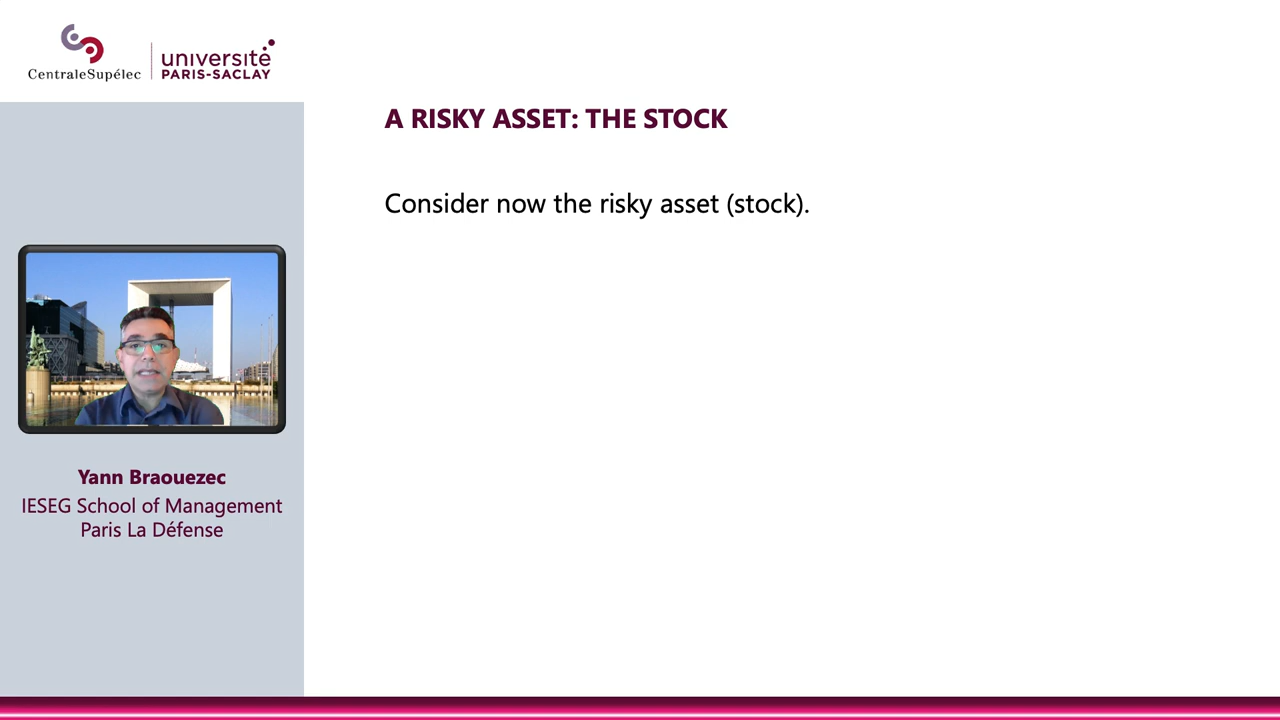 CentraleSupélec
université
PARIS-SACLAY
A RISKY ASSET: THE STOCK
Consider now the risky asset (stock).
Yann Braouezec
IESEG School of Management
Paris La Défense